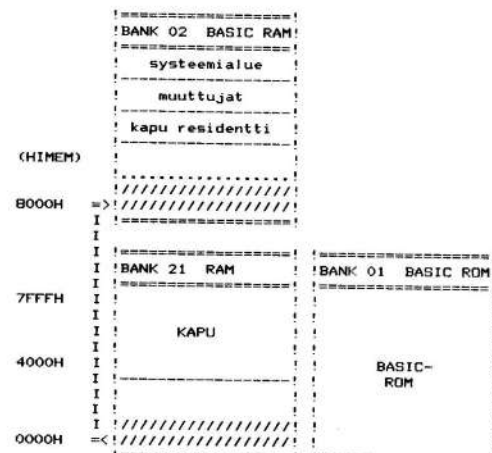 BANK 02 BASIC RAM
systeemialue
muuttujat
kapu residentti
(HIMEM)
8000H
BANK 21 RAM
BANK 01 BASIC ROM
7FFFH
KAPU
4000H
BASIC-
ROM
0000H